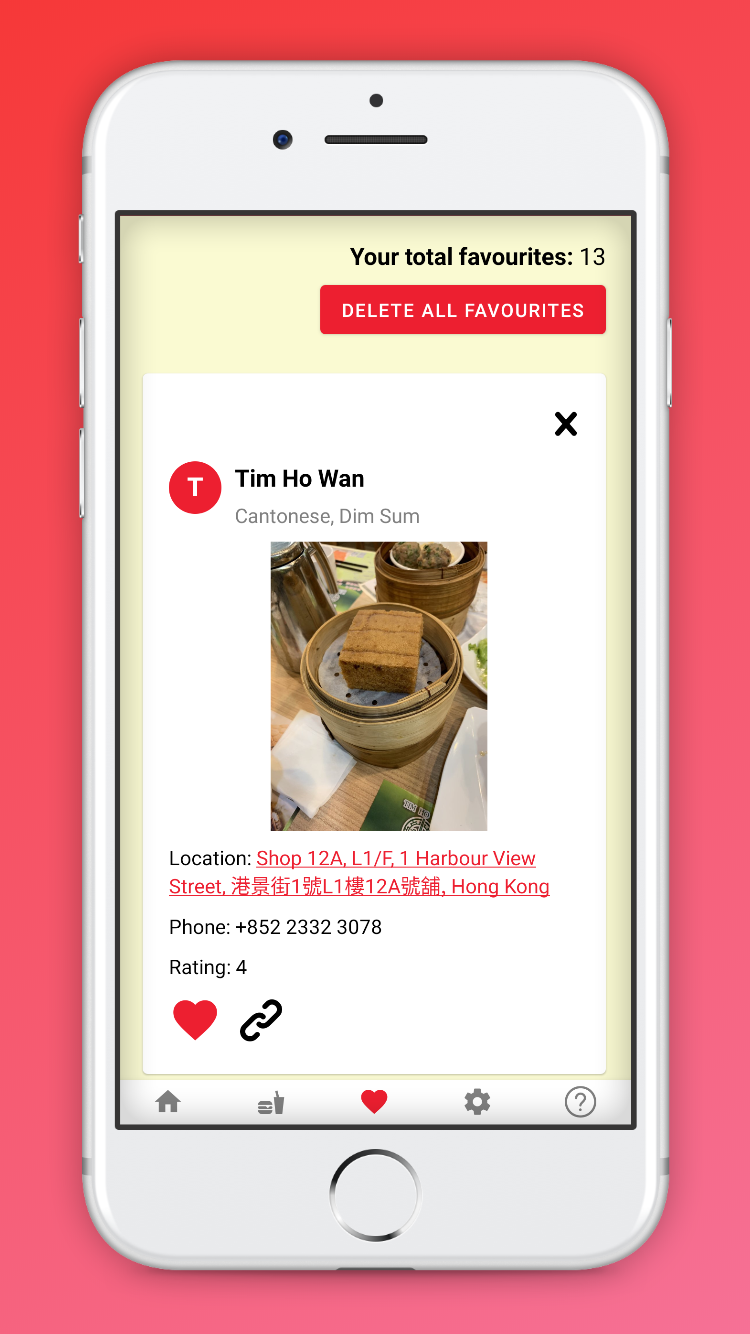 Your total favourites: 13
DELETE ALL FAVOURITES
T
Tim Ho Wan
Cantonese, Dim Sum
TIM HO
Location: Shop 12A, L1/F, 1 Harbour View
Street, 港景街1號L1樓12A號舖, Hong Kong
Phone: +852 2332 3078
Rating: 4
?